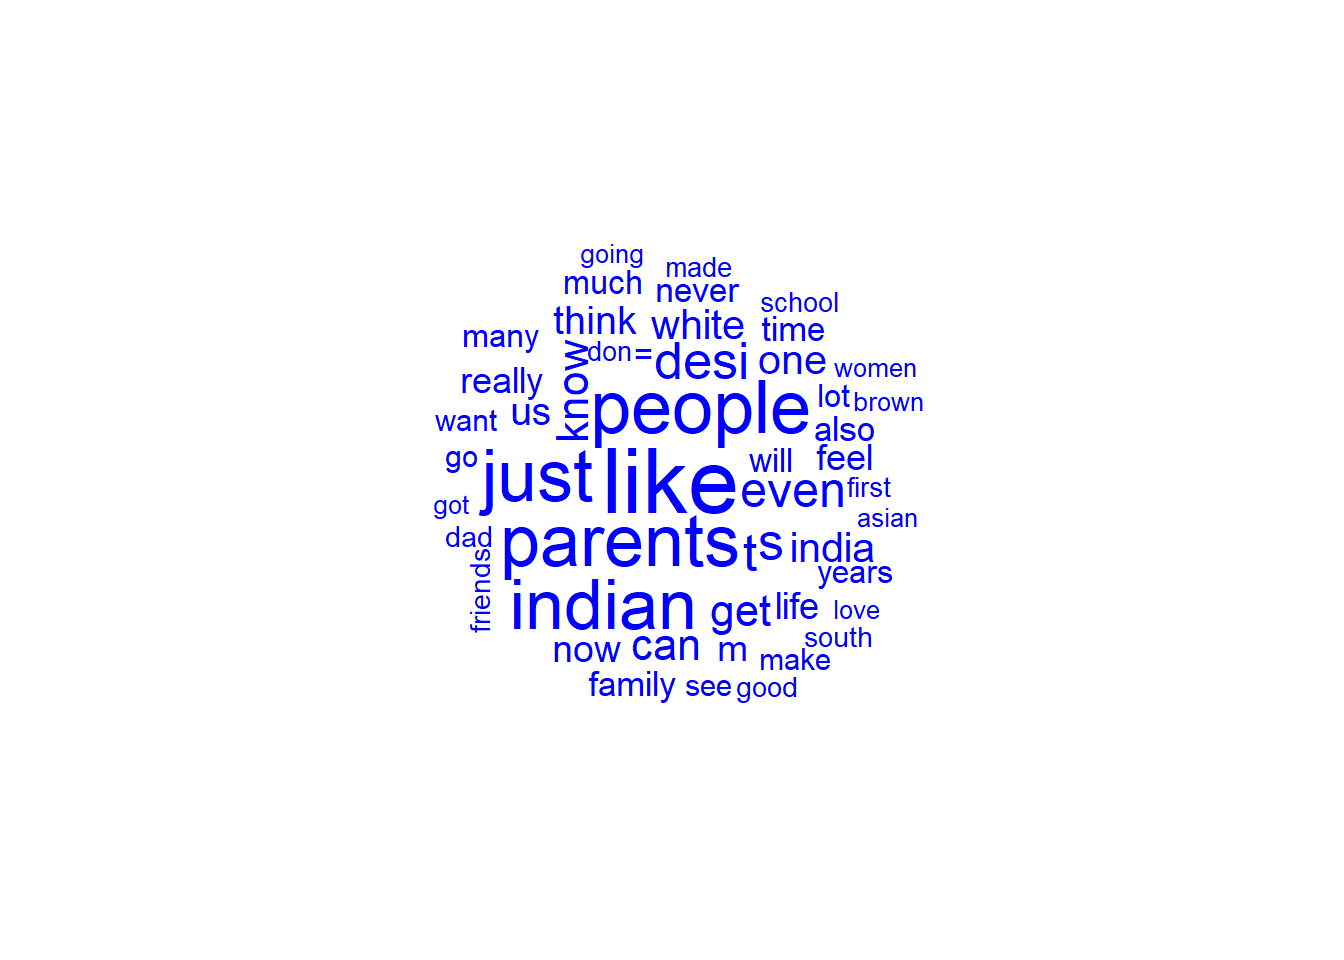 going
made
much
never
school
think
white
time
many
don
=
desi
one
women
know
really
people
lot
brown
want
us
also
go
just
like
will
feel
even
first
got
asian
dad
parents
t
s
india
friends
years
indian
get
life
love
now
can
m
south
make
family
see
good